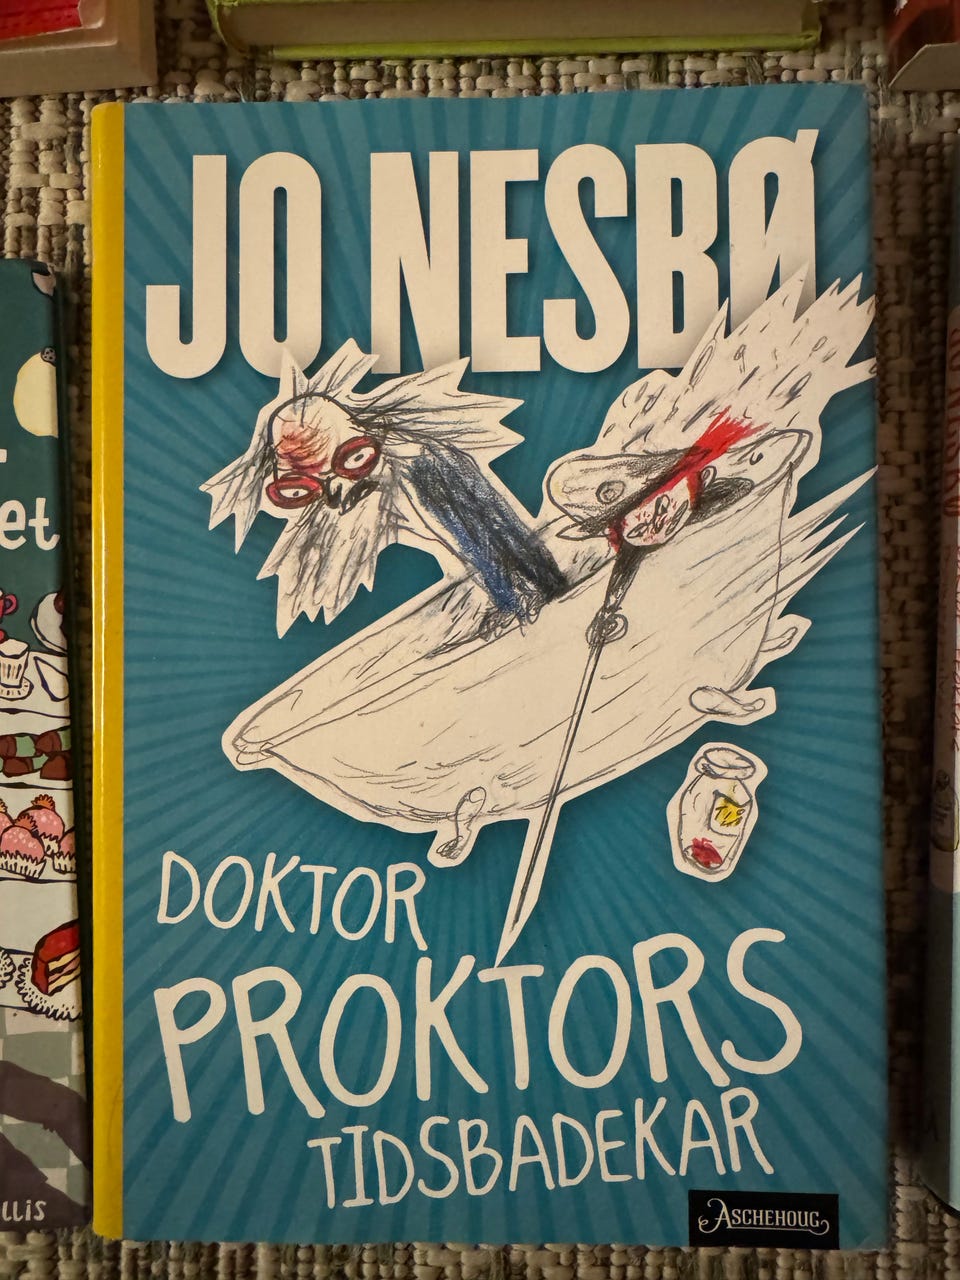 JO NESBØ
DOKTOR
PROKTORS
TIDSBADEKAR
ASCHEHOUG
et
LLIS